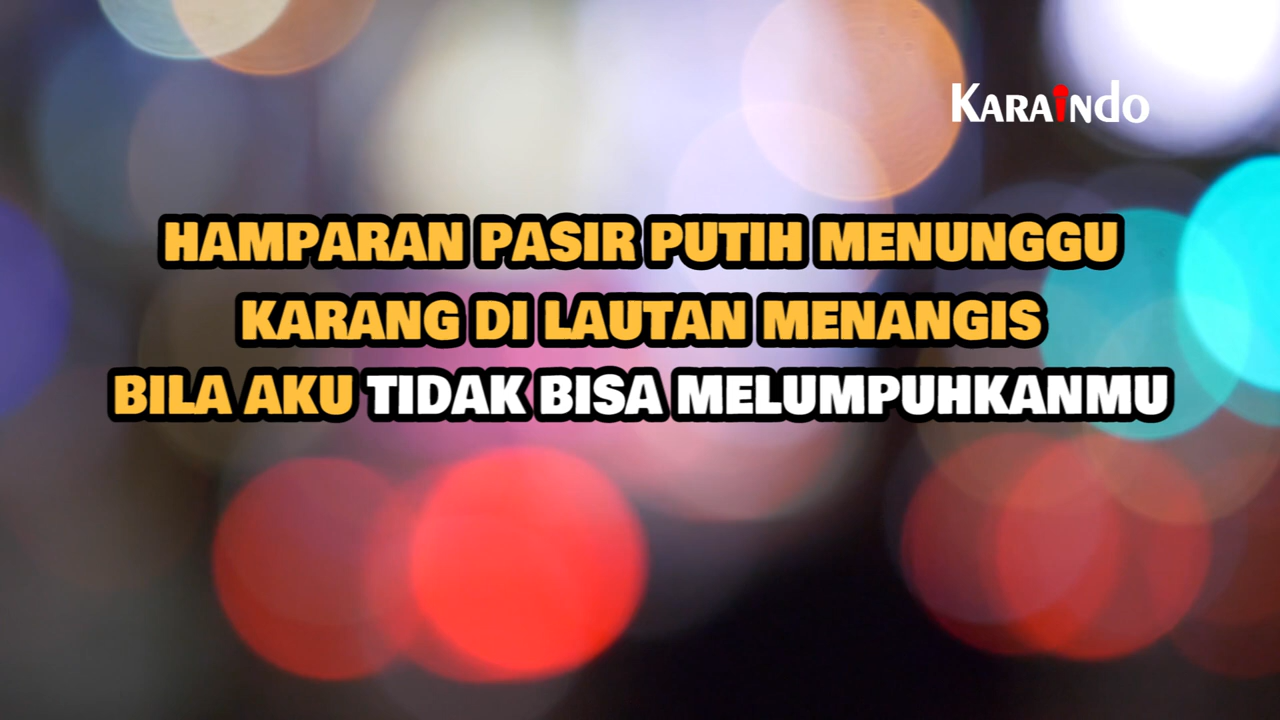 KARAINDO
HAMPARAN PASIR PUTIH MENUNGGU
KARANG DI LAUTAN MENANGIS
BILA AKU TIDAK BISA MELUMPUHKANMU